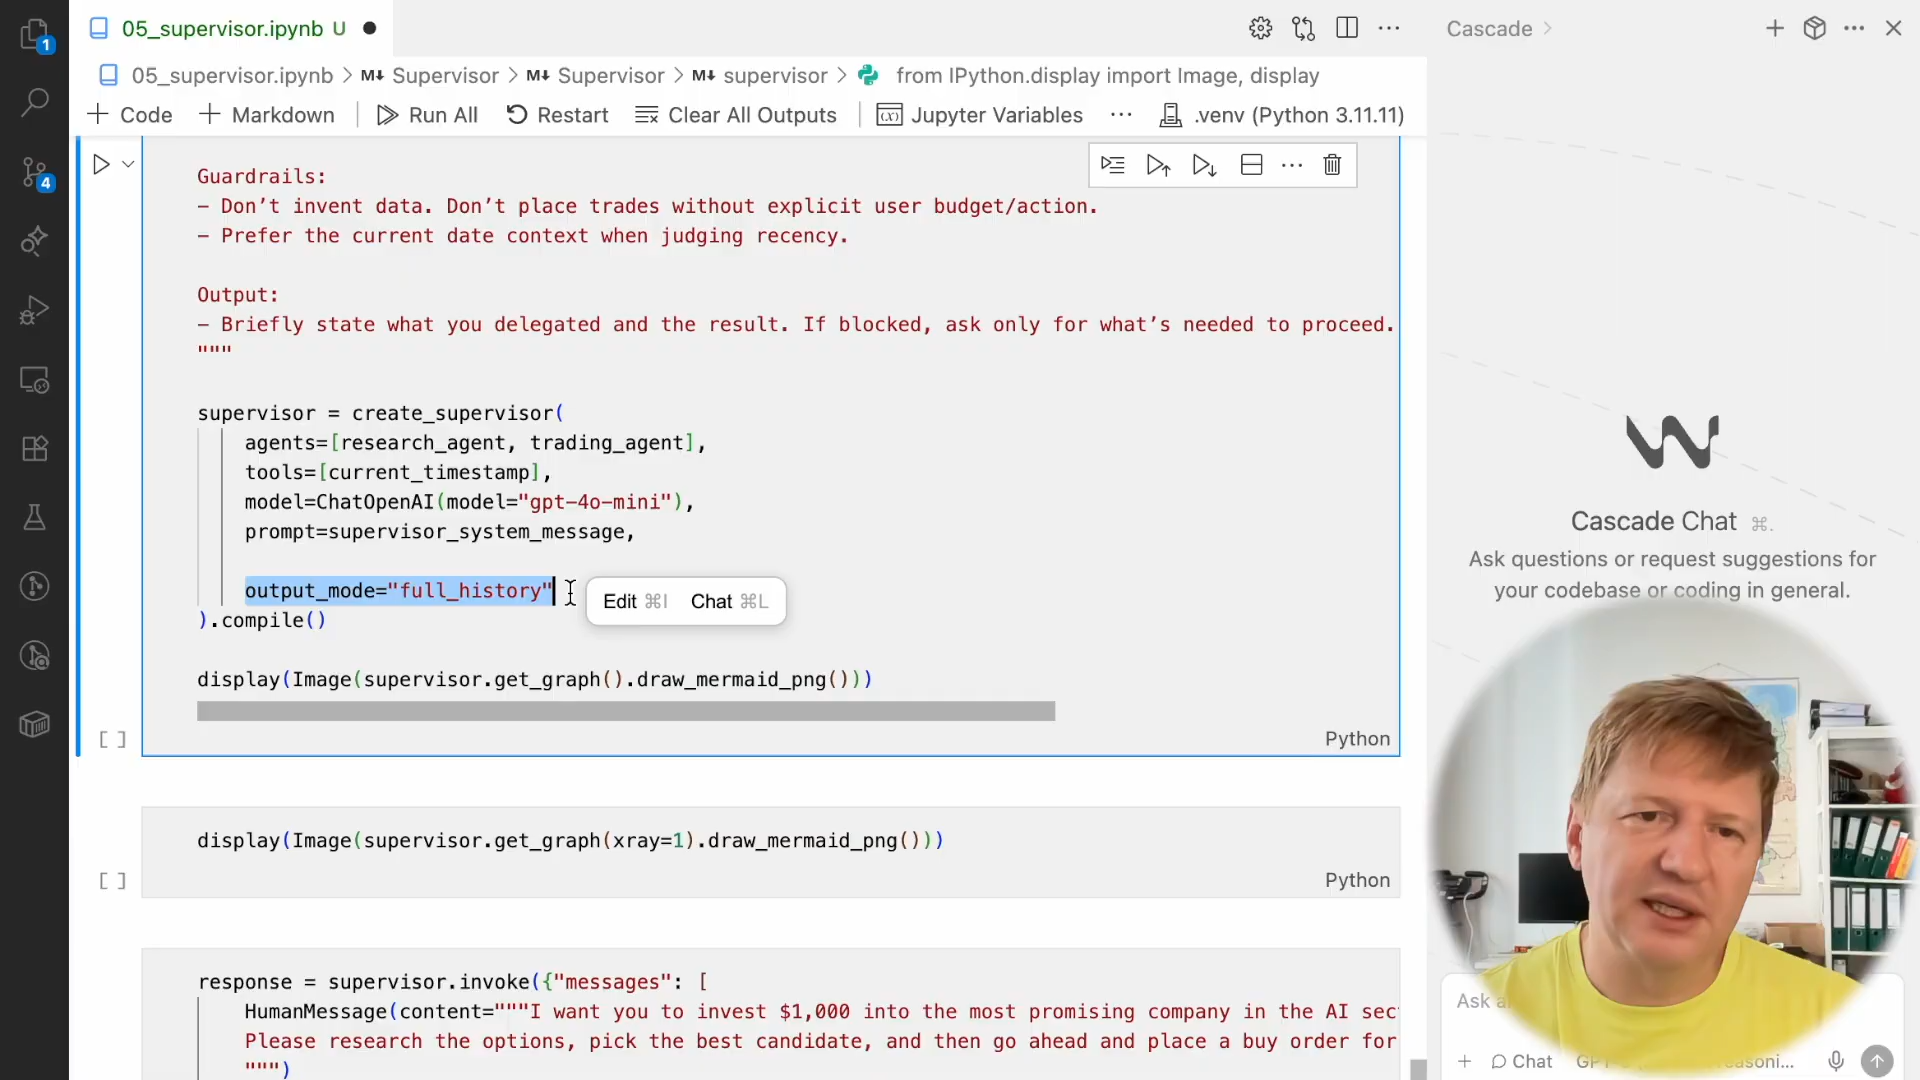 05_supervisor.ipynb U
Cascade
05_supervisor.ipynb > M↓ Supervisor > M↓ Supervisor > M↓ supervisor > from IPython.display import Image, display
+ Code + Markdown Run All Restart Clear All Outputs Jupyter Variables ··· .venv (Python 3.11.11)
1
4
Guardrails:
– Don’t invent data. Don’t place trades without explicit user budget/action.
– Prefer the current date context when judging recency.
Output:
– Briefly state what you delegated and the result. If blocked, ask only for what’s needed to proceed.
"""
supervisor = create_supervisor(
agents=[research_agent, trading_agent],
tools=[current_timestamp],
model=ChatOpenAI(model="gpt-4o-mini"),
prompt=supervisor_system_message,
output_mode="full_history"
Edit ⌘I Chat ⌘L
).compile()
display(Image(supervisor.get_graph().draw_mermaid_png()))
[ ]
Python
display(Image(supervisor.get_graph(xray=1).draw_mermaid_png()))
[ ]
Python
response = supervisor.invoke({"messages": [
HumanMessage(content="""I want you to invest $1,000 into the most promising company in the AI sec
Please research the options, pick the best candidate, and then go ahead and place a buy order for
""")
Cascade Chat ⌘.
Ask questions or request suggestions for
your codebase or coding in general.
Ask
+ Chat